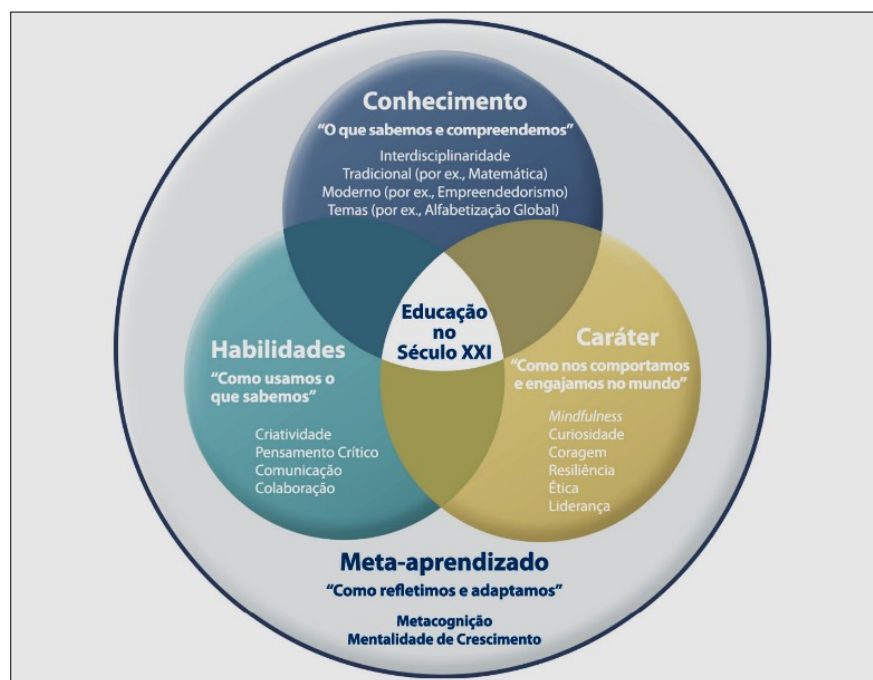 Conhecimento
“O que sabemos e compreendemos”
Interdisciplinaridade
Tradicional (por ex., Matemática)
Moderno (por ex., Empreendedorismo)
Temas (por ex., Alfabetização Global)
Educação
no
Século XXI
Habilidades
“Como usamos o
que sabemos”
Criatividade
Pensamento Crítico
Comunicação
Colaboração
Caráter
“Como nos comportamos
e engajamos no mundo”
Mindfulness
Curiosidade
Coragem
Resiliência
Ética
Liderança
Meta-aprendizado
“Como refletimos e adaptamos”
Metacognição
Mentalidade de Crescimento